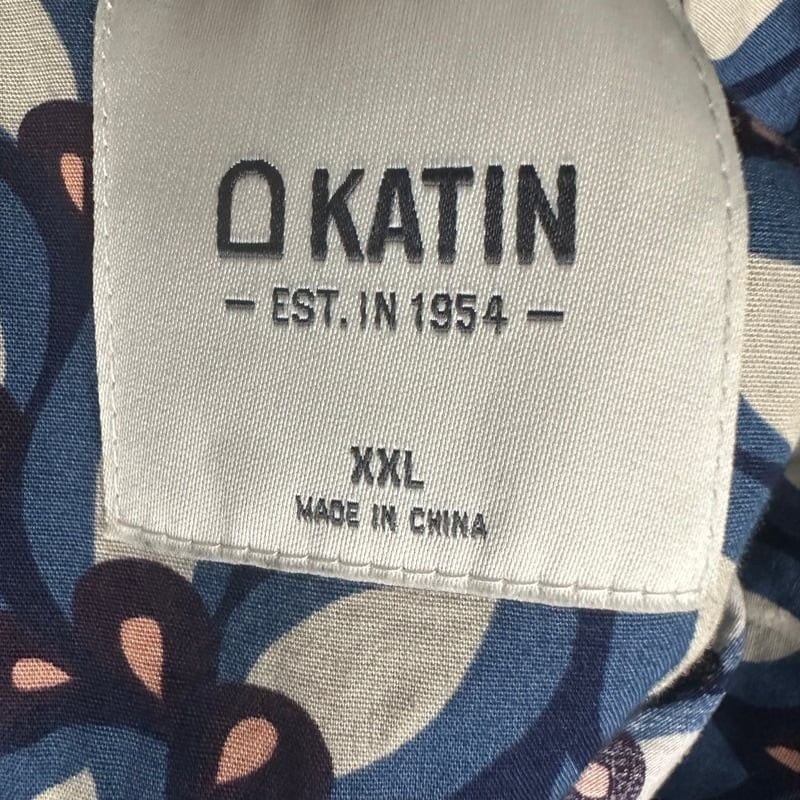 KATIN
— EST. IN 1954 —
XXL
MADE IN CHINA